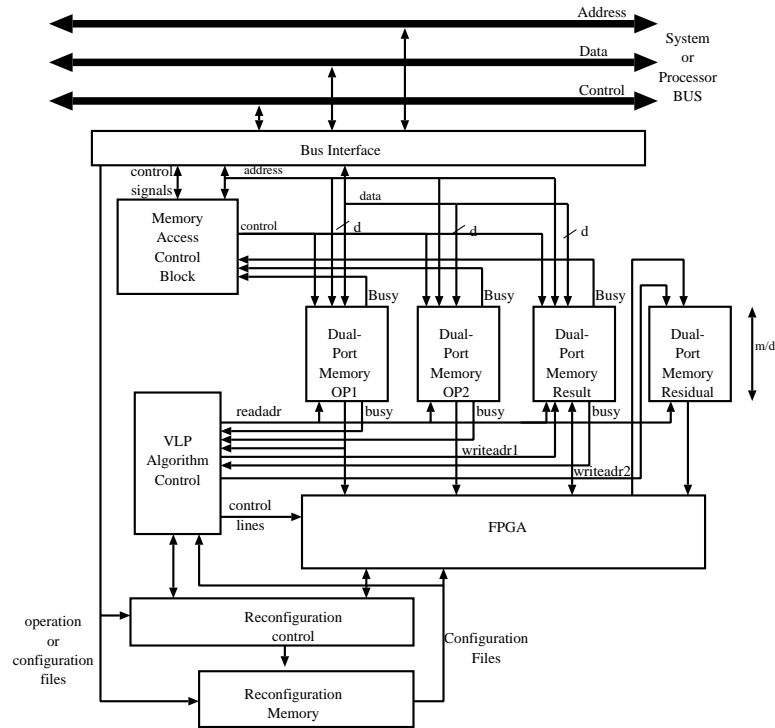 Address
System
or
Processor
BUS
Data
Control
Bus Interface
control
signals
address
data
Memory
Access
Control
Block
control
d
d
d
Busy
Busy
Busy
Dual-
Port
Memory
OP1
Dual-
Port
Memory
OP2
Dual-
Port
Memory
Result
Dual-
Port
Memory
Residual
m/d
readadr
busy
busy
busy
VLP
Algorithm
Control
writeadr1
writeadr2
control
lines
FPGA
operation
or
configuration
files
Reconfiguration
control
Configuration
Files
Reconfiguration
Memory